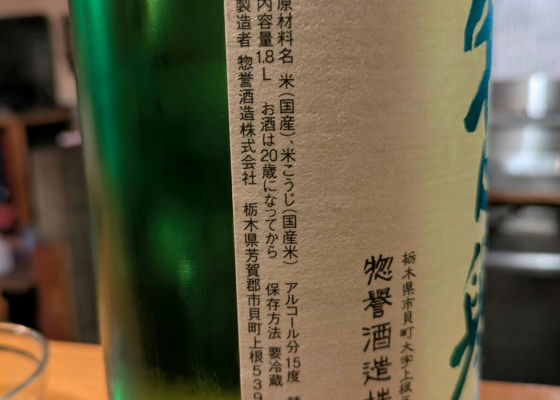 原材料名 米(国産)、米こうじ(国産米) アルコール分15度
内容量1.8L お酒は20歳になってから 保存方法 要冷蔵
製造者 惣誉酒造株式会社 栃木県芳賀郡市貝町上根539
栃木県市貝町大字上根
惣誉酒造